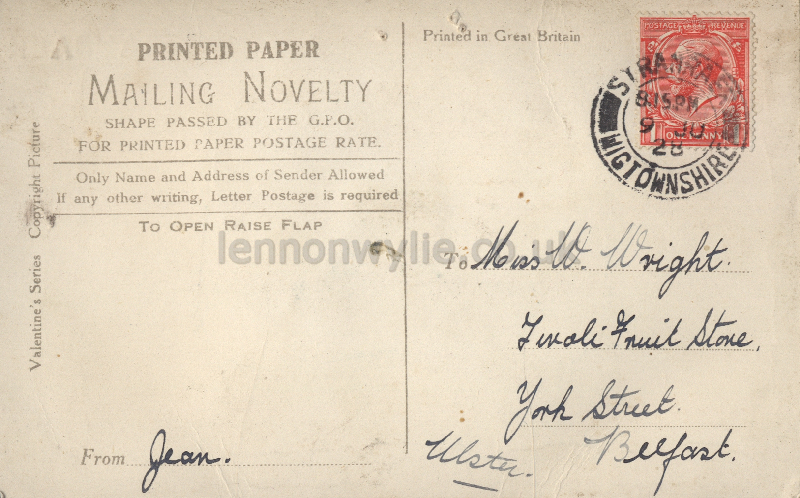 PRINTED PAPER
MAILING NOVELTY
SHAPE PASSED BY THE G.P.O.
FOR PRINTED PAPER POSTAGE RATE.
Only Name and Address of Sender Allowed
If any other writing, Letter Postage is required
TO OPEN RAISE FLAP
Valentine's Series Copyright Picture
From Jean.
Printed in Great Britain
POSTAGE REVENUE
ONE PENNY
STRANRAER
8.15PM
9 JU
28
WIGTOWNSHIRE
lennonwylie.co.uk
To Miss W. Wright.
Tivoli Fruit Store,
York Street.
Belfast.
Ulster.